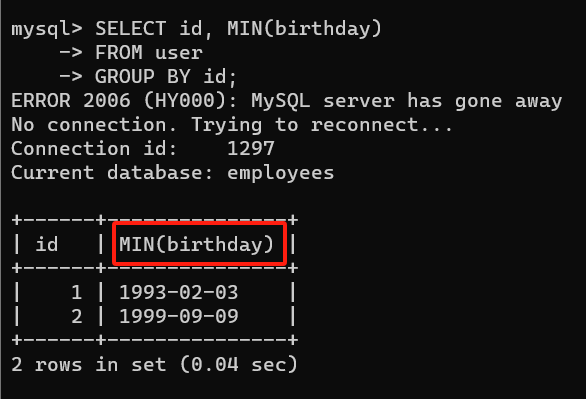 mysql> SELECT id, MIN(birthday)
    -> FROM user
    -> GROUP BY id;
ERROR 2006 (HY000): MySQL server has gone away
No connection. Trying to reconnect...
Connection id:    1297
Current database: employees

+------+---------------+
| id   | MIN(birthday) |
+------+---------------+
|    1 | 1993-02-03    |
|    2 | 1999-09-09    |
+------+---------------+
2 rows in set (0.04 sec)